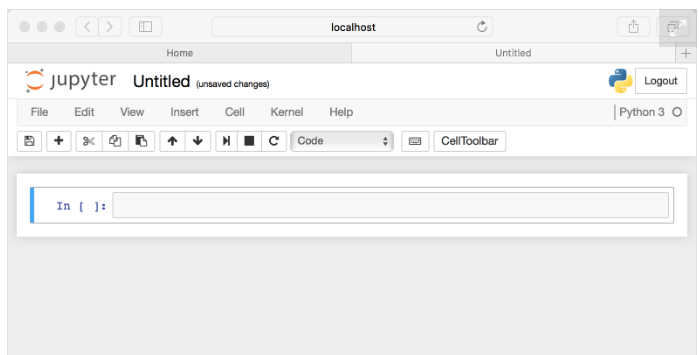 localhost
Home Untitled
jupyter Untitled (unsaved changes) Logout
File Edit View Insert Cell Kernel Help Python 3
Code CellToolbar
In [ ]: